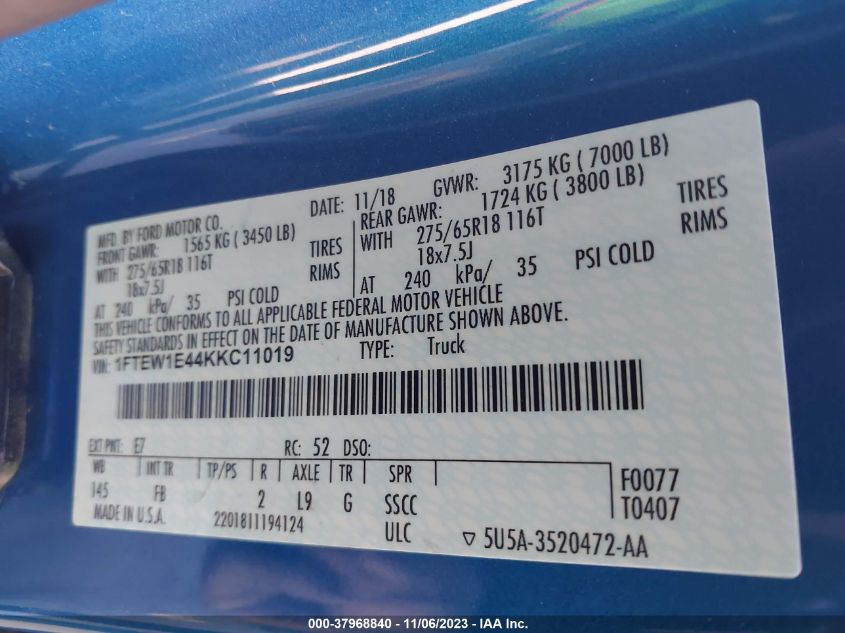 MFD. BY FORD MOTOR CO. DATE: 11/18 GVWR: 3175 KG ( 7000 LB)
FRONT GAWR: 1565 KG ( 3450 LB) REAR GAWR: 1724 KG ( 3800 LB)
WITH 275/65R18 116T TIRES WITH 275/65R18 116T TIRES
18x7.5J RIMS 18x7.5J RIMS
AT 240 kPa/ 35 PSI COLD AT 240 kPa/ 35 PSI COLD
THIS VEHICLE CONFORMS TO ALL APPLICABLE FEDERAL MOTOR VEHICLE
SAFETY STANDARDS IN EFFECT ON THE DATE OF MANUFACTURE SHOWN ABOVE.
VIN: 1FTEW1E44KKC11019 TYPE: Truck
EXT PNT: E7 RC: 52 DSO:
WB INT TR TP/PS R AXLE TR SPR F0077
145 FB 2 L9 G SSCC T0407
MADE IN U.S.A. 2201811194124 ULC ▽ 5U5A-3520472-AA
000-37968840 - 11/06/2023 - IAA Inc.